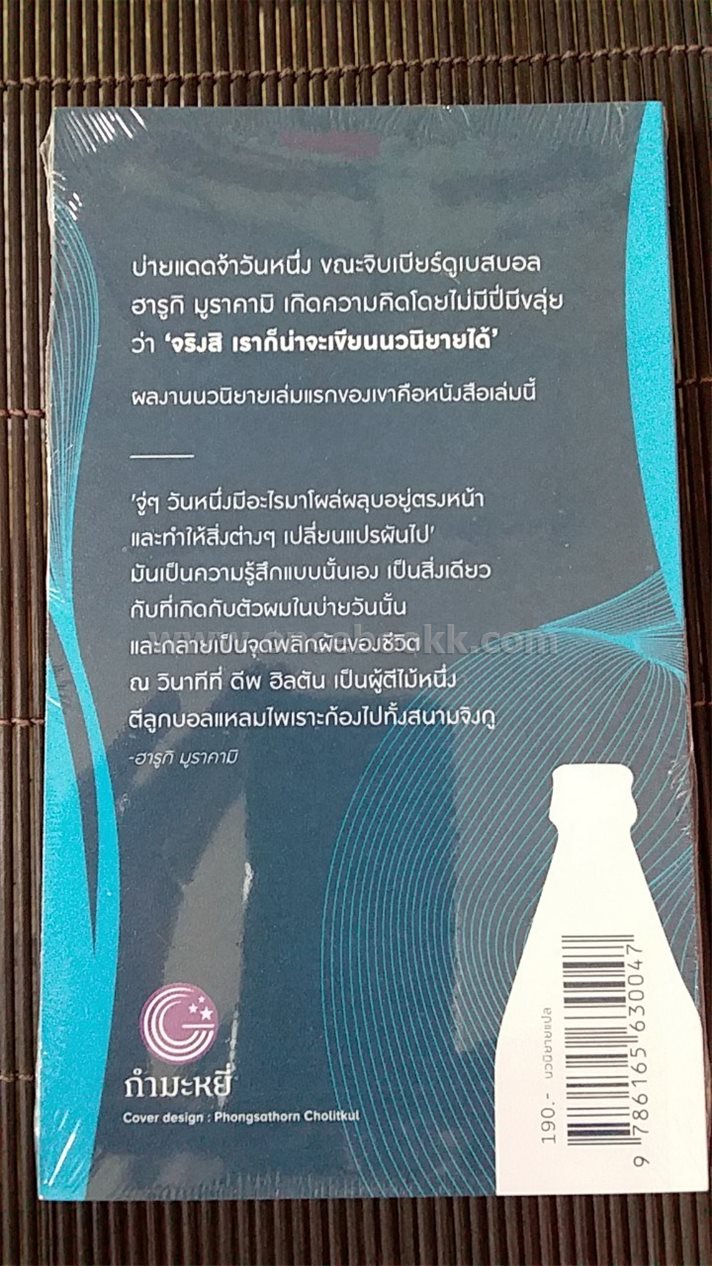 บ่ายแดดจ้าวันหนึ่ง ขณะจิบเบียร์ดูเบสบอล
ฮารูกิ มูราคามิ เกิดความคิดโดยไม่มีปี่มีขลุ่ย
ว่า ‘จริงสิ เราก็น่าจะเขียนนวนิยายได้’
ผลงานนวนิยายเล่มแรกของเขาคือหนังสือเล่มนี้
'จู่ๆ วันหนึ่งมีอะไรมาโผล่ผลุบอยู่ตรงหน้า
และทำให้สิ่งต่างๆ เปลี่ยนแปรผันไป'
มันเป็นความรู้สึกแบบนั้นเอง เป็นสิ่งเดียว
กับที่เกิดกับตัวผมในบ่ายวันนั้น
และกลายเป็นจุดพลิกผันของชีวิต
ณ วินาทีที่ ดีพ ฮิลตัน เป็นผู้ตีไม้หนึ่ง
ตีลูกบอลแหลมไพเราะก้องไปทั้งสนามจิงกู
-ฮารูกิ มูราคามิ
www.oncebookk.com
กำมะหยี่
Cover design : Phongsathorn Cholitkul
190.- นวนิยายแปล
9 786165 630047